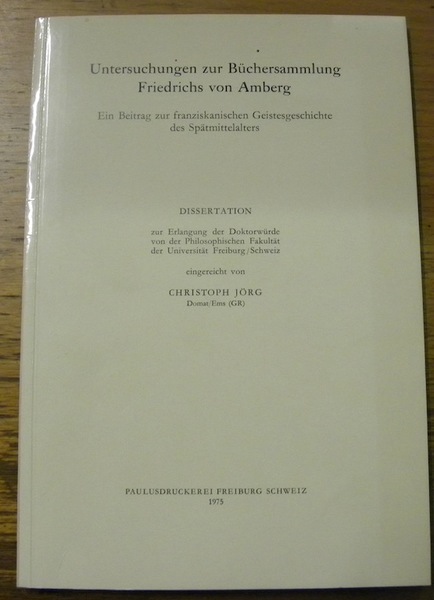 Untersuchungen zur Büchersammlung
Friedrichs von Amberg
Ein Beitrag zur franziskanischen Geistesgeschichte
des Spätmittelalters
DISSERTATION
zur Erlangung der Doktorwürde
von der Philosophischen Fakultät
der Universität Freiburg/Schweiz
eingereicht von
CHRISTOPH JÖRG
Domat/Ems (GR)
PAULUSDRUCKEREI FREIBURG SCHWEIZ
1975